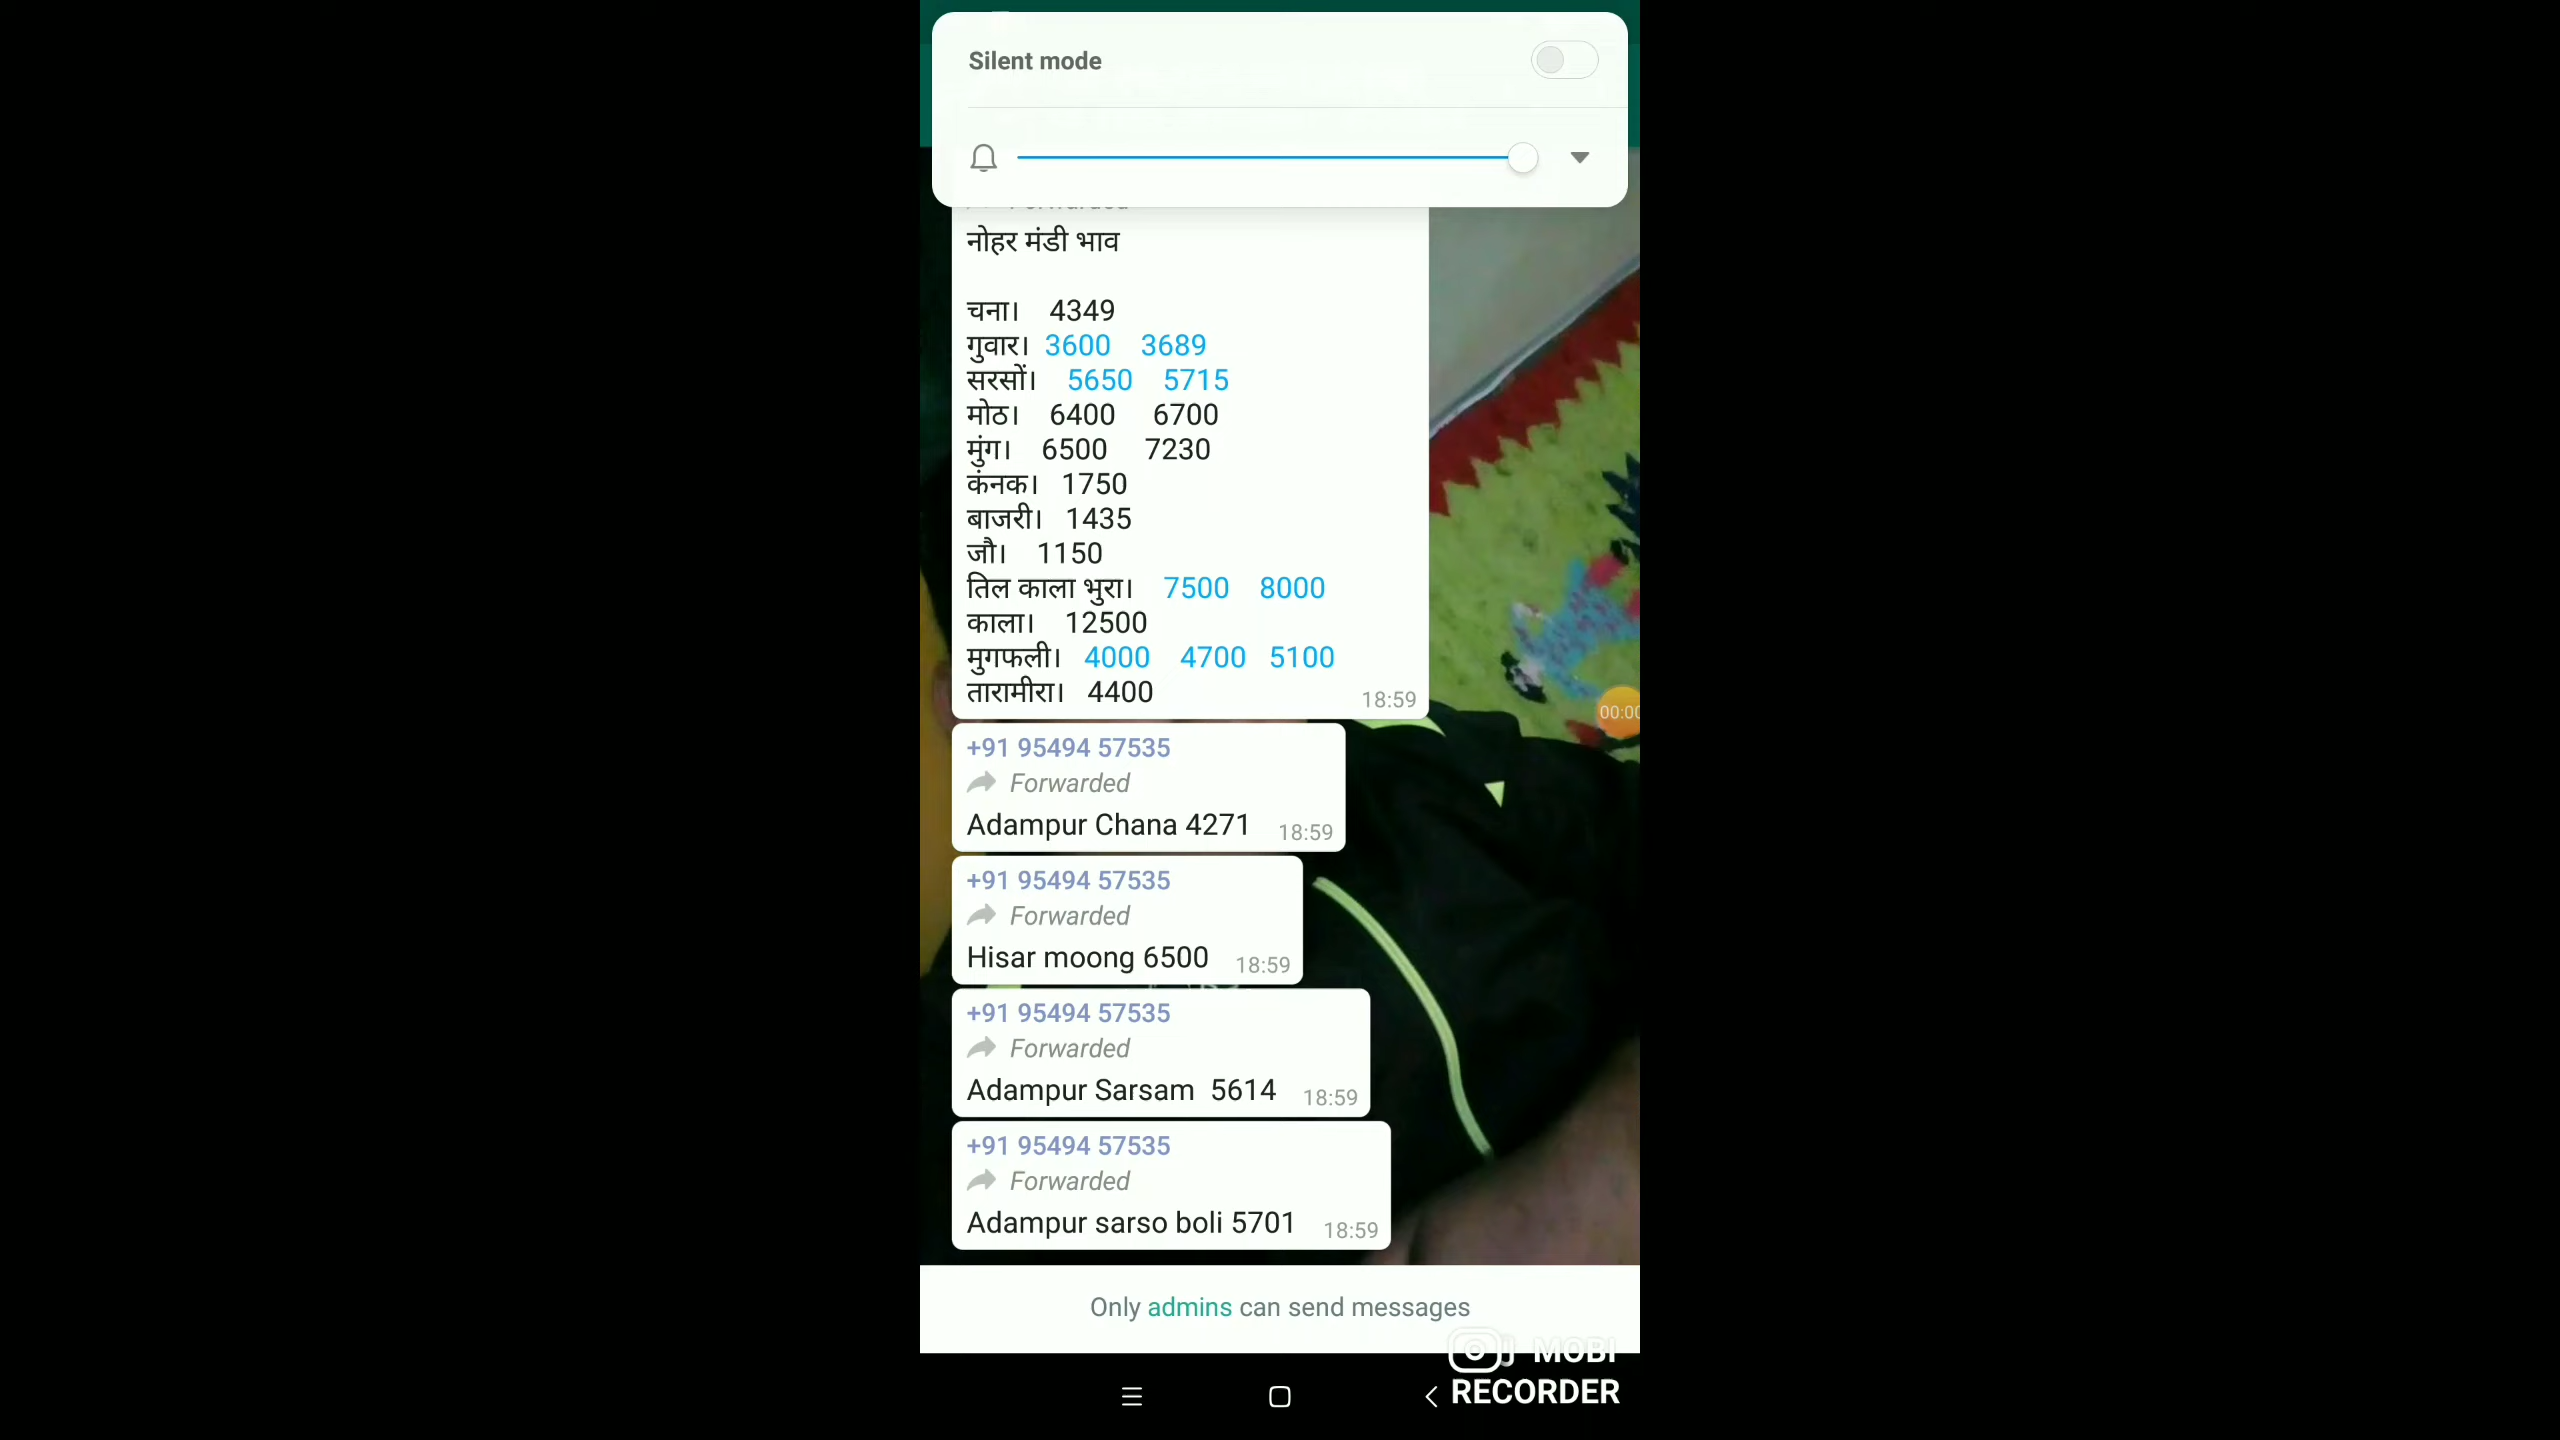 Silent mode
नोहर मंडी भाव
चना। 4349
गुवार। 3600 3689
सरसों। 5650 5715
मोठ। 6400 6700
मुंग। 6500 7230
कंनक। 1750
बाजरी। 1435
जौ। 1150
तिल काला भुरा। 7500 8000
काला। 12500
मुगफली। 4000 4700 5100
तारामीरा। 4400
18:59
00:00
+91 95494 57535
Forwarded
Adampur Chana 4271 18:59
+91 95494 57535
Forwarded
Hisar moong 6500 18:59
+91 95494 57535
Forwarded
Adampur Sarsam 5614 18:59
+91 95494 57535
Forwarded
Adampur sarso boli 5701 18:59
Only admins can send messages
MOBI
RECORDER